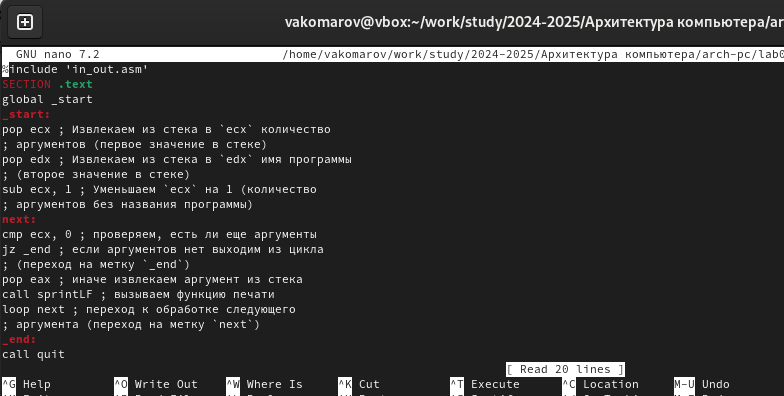 vakomarov@vbox:~/work/study/2024-2025/Архитектура компьютера/ar
GNU nano 7.2 /home/vakomarov/work/study/2024-2025/Архитектура компьютера/arch-pc/lab0
%include 'in_out.asm'
SECTION .text
global _start
_start:
pop ecx ; Извлекаем из стека в `ecx` количество
; аргументов (первое значение в стеке)
pop edx ; Извлекаем из стека в `edx` имя программы
; (второе значение в стеке)
sub ecx, 1 ; Уменьшаем `ecx` на 1 (количество
; аргументов без названия программы)
next:
cmp ecx, 0 ; проверяем, есть ли еще аргументы
jz _end ; если аргументов нет выходим из цикла
; (переход на метку `_end`)
pop eax ; иначе извлекаем аргумент из стека
call sprintLF ; вызываем функцию печати
loop next ; переход к обработке следующего
; аргумента (переход на метку `next`)
_end:
call quit
[ Read 20 lines ]
^G Help ^O Write Out ^W Where Is ^K Cut ^T Execute ^C Location M-U Undo